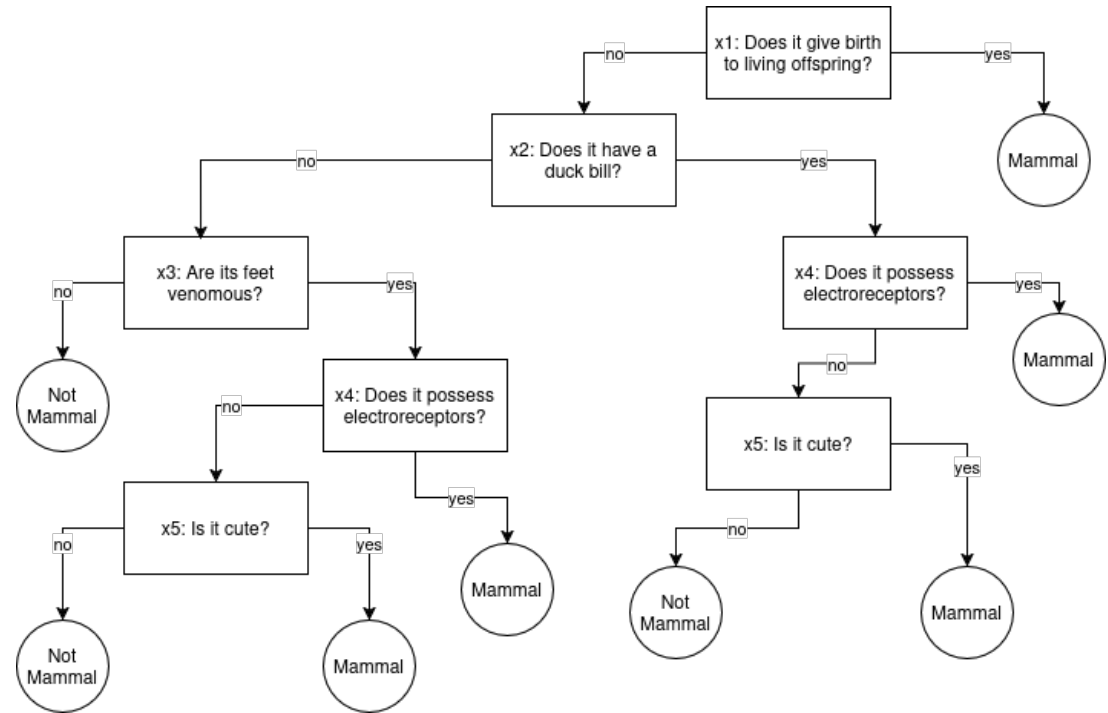 x1: Does it give birth
to living offspring?
no
yes
x2: Does it have a
duck bill?
Mammal
no
yes
x3: Are its feet
venomous?
x4: Does it possess
electroreceptors?
no
yes
yes
Not
Mammal
x4: Does it possess
electroreceptors?
no
Mammal
no
x5: Is it cute?
yes
yes
x5: Is it cute?
no
yes
no
Mammal
Not
Mammal
Mammal
Not
Mammal
Mammal